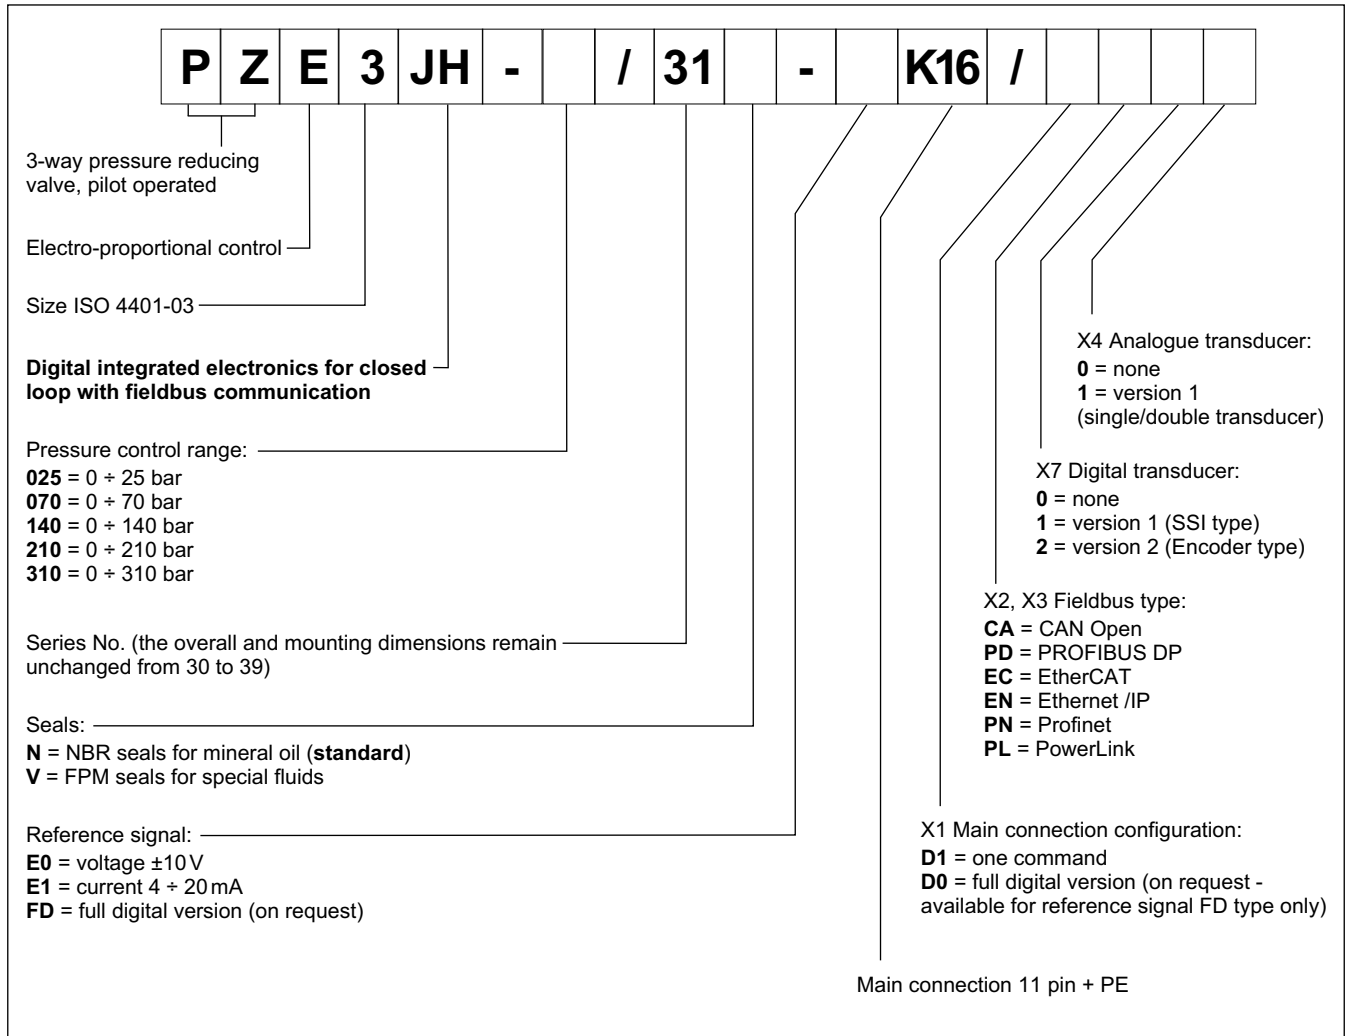 P Z E 3 JH - / 31 - K16 /
3-way pressure reducing
valve, pilot operated
Electro-proportional control
Size ISO 4401-03
Digital integrated electronics for closed
loop with fieldbus communication
Pressure control range:
025 = 0 ÷ 25 bar
070 = 0 ÷ 70 bar
140 = 0 ÷ 140 bar
210 = 0 ÷ 210 bar
310 = 0 ÷ 310 bar
Series No. (the overall and mounting dimensions remain
unchanged from 30 to 39)
Seals:
N = NBR seals for mineral oil (standard)
V = FPM seals for special fluids
Reference signal:
E0 = voltage ±10 V
E1 = current 4 ÷ 20 mA
FD = full digital version (on request)
X4 Analogue transducer:
0 = none
1 = version 1
(single/double transducer)
X7 Digital transducer:
0 = none
1 = version 1 (SSI type)
2 = version 2 (Encoder type)
X2, X3 Fieldbus type:
CA = CAN Open
PD = PROFIBUS DP
EC = EtherCAT
EN = Ethernet /IP
PN = Profinet
PL = PowerLink
X1 Main connection configuration:
D1 = one command
D0 = full digital version (on request -
available for reference signal FD type only)
Main connection 11 pin + PE